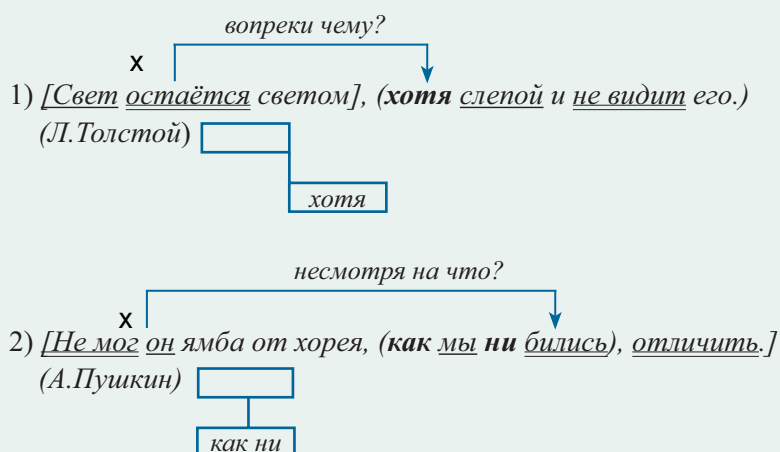 вопреки чему?
х
1) [Свет остаётся светом], (хотя слепой и не видит его.)
(Л.Толстой)
хотя
несмотря на что?
х
2) [Не мог он ямба от хорея, (как мы ни бились), отличить.]
(А.Пушкин)
как ни